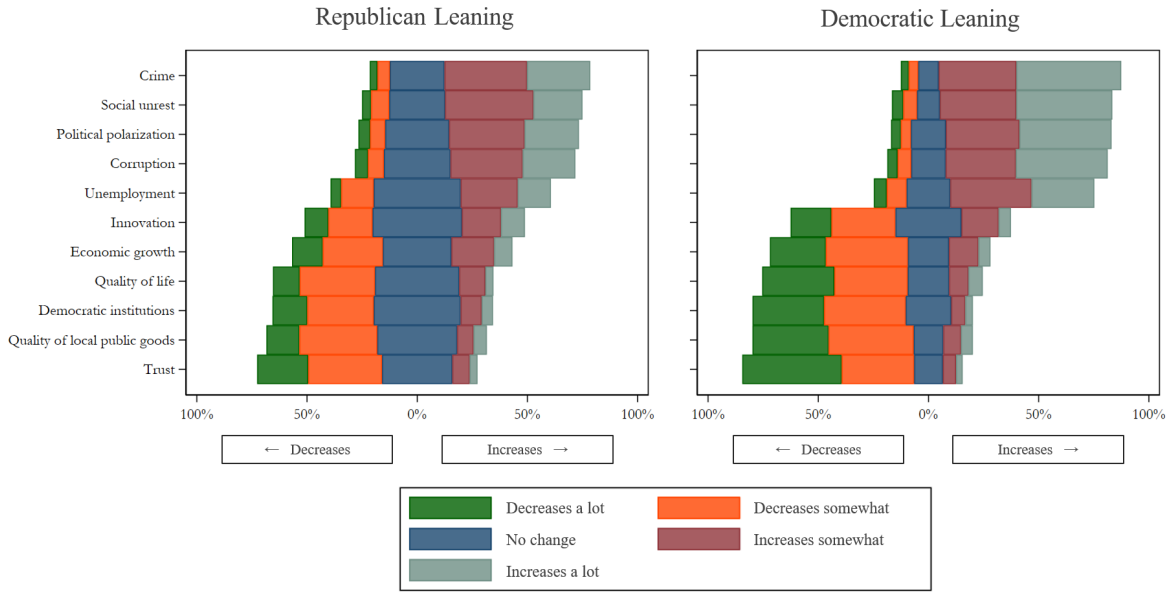 Republican Leaning
Democratic Leaning
Crime
Social unrest
Political polarization
Corruption
Unemployment
Innovation
Economic growth
Quality of life
Democratic institutions
Quality of local public goods
Trust
100% 50% 0% 50% 100%
100% 50% 0% 50% 100%
← Decreases
Increases →
← Decreases
Increases →
Decreases a lot
Decreases somewhat
No change
Increases somewhat
Increases a lot